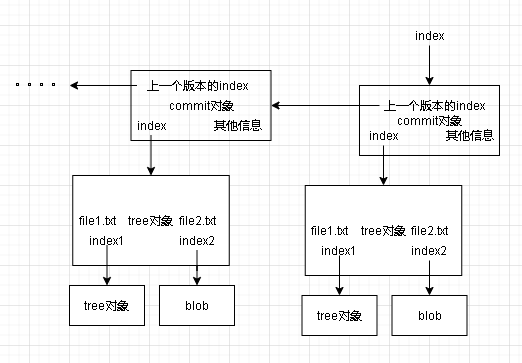 index
上一个版本的index
commit对象
index 其他信息
上一个版本的index
commit对象
index 其他信息
file1.txt tree对象 file2.txt
index1 index2
file1.txt tree对象 file2.txt
index1 index2
tree对象
blob
tree对象
blob